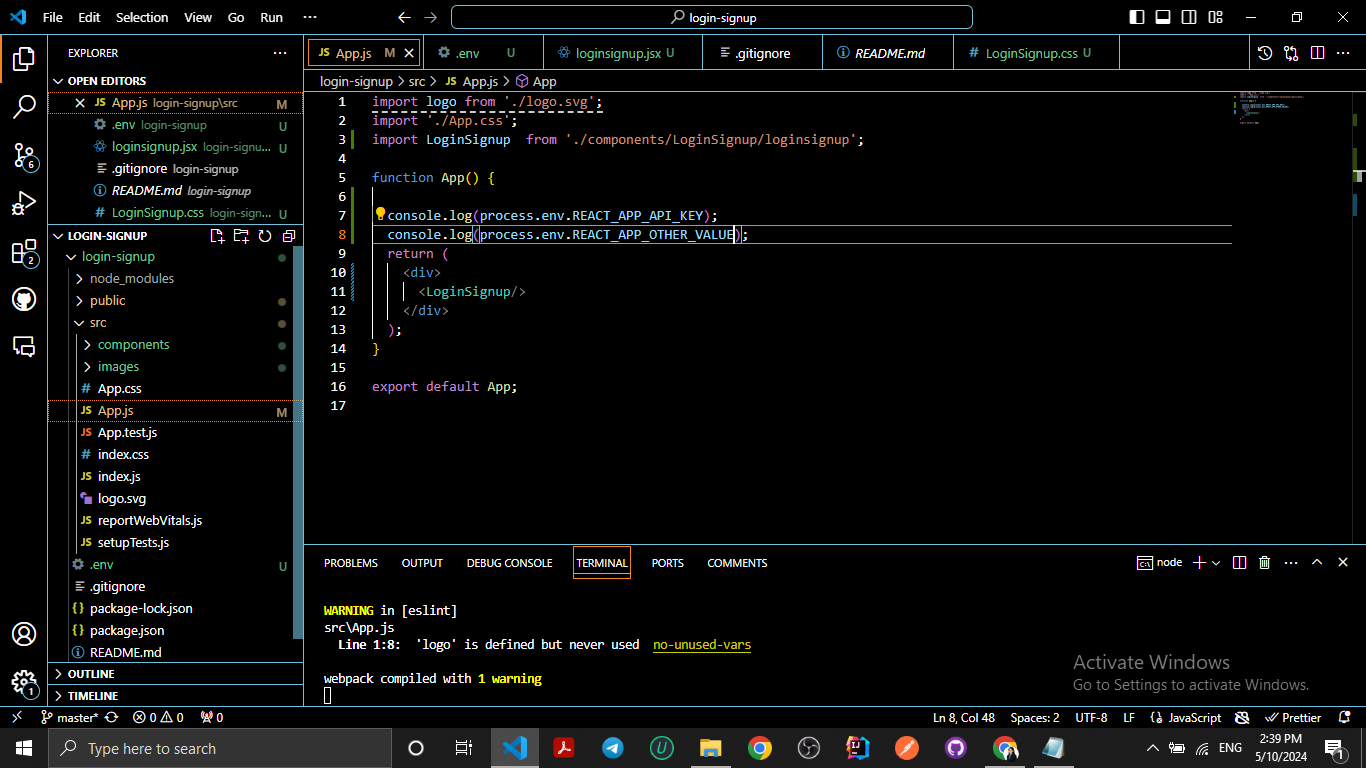 File Edit Selection View Go Run ··· login-signup
EXPLORER ···
OPEN EDITORS
App.js login-signup\src M
.env login-signup U
loginsignup.jsx login-signu... U
.gitignore login-signup
README.md login-signup
LoginSignup.css login-sign... U
LOGIN-SIGNUP
login-signup
node_modules
public
src
components
images
App.css
App.js M
App.test.js
index.css
index.js
logo.svg
reportWebVitals.js
setupTests.js
.env U
.gitignore
package-lock.json
package.json
README.md
OUTLINE
TIMELINE
6
2
1
App.js M .env U loginsignup.jsx U .gitignore README.md LoginSignup.css U
login-signup > src > JS App.js > App
1 import logo from './logo.svg';
2 import './App.css';
3 import LoginSignup  from './components/LoginSignup/loginsignup';
4
5 function App() {
6
7   console.log(process.env.REACT_APP_API_KEY);
8   console.log(process.env.REACT_APP_OTHER_VALUE);
9   return (
10     <div>
11       <LoginSignup/>
12     </div>
13   );
14 }
15
16 export default App;
17
PROBLEMS OUTPUT DEBUG CONSOLE TERMINAL PORTS COMMENTS node
WARNING in [eslint]
src\App.js
  Line 1:8:  'logo' is defined but never used  no-unused-vars
webpack compiled with 1 warning
Activate Windows
Go to Settings to activate Windows.
master* 0 0 0 Ln 8, Col 48 Spaces: 2 UTF-8 LF JavaScript Prettier
Type here to search ENG 2:39 PM
5/10/2024 1